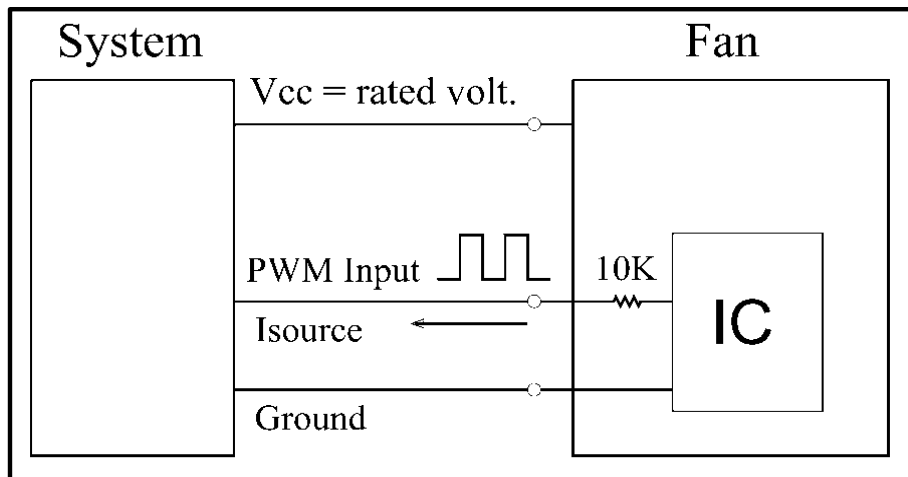 System
Fan
Vcc = rated volt.
PWM Input
10K
IC
Isource
Ground